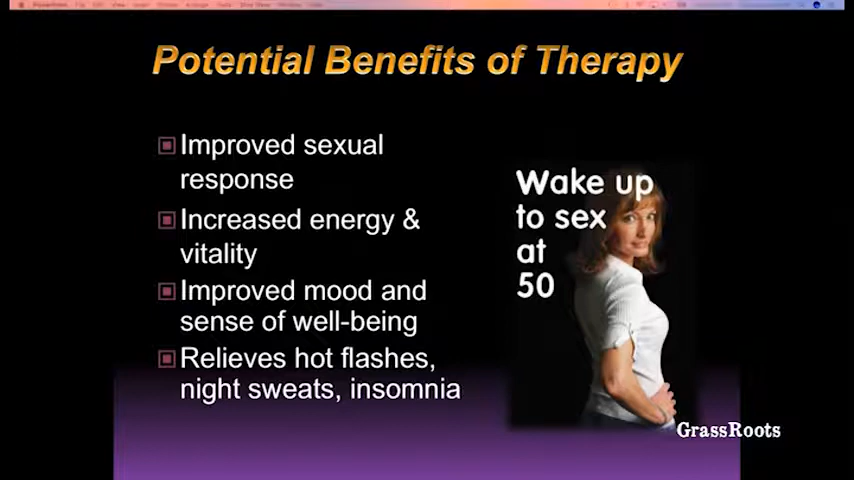 Potential Benefits of Therapy
Improved sexual
response
Increased energy &
vitality
Improved mood and
sense of well-being
Relieves hot flashes,
night sweats, insomnia
Wake up
to sex
at
50
GrassRoots